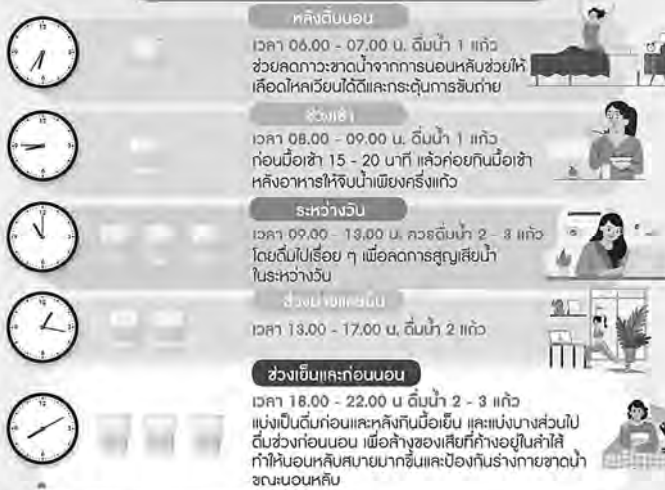 หลังตื่นนอน
เวลา 06.00 - 07.00 น. ดื่มน้ำ 1 แก้ว
ช่วยลดภาวะขาดน้ำจากการนอนหลับช่วยให้
เลือดไหลเวียนได้ดีและกระตุ้นการขับถ่าย
ช่วงเช้า
เวลา 08.00 - 09.00 น. ดื่มน้ำ 1 แก้ว
ก่อนมื้อเช้า 15 - 20 นาที แล้วค่อยกินมื้อเช้า
หลังอาหารให้จิบน้ำเพียงครึ่งแก้ว
ระหว่างวัน
เวลา 09.00 - 13.00 น. ควรดื่มน้ำ 2 - 3 แก้ว
โดยดื่มไปเรื่อย ๆ เพื่อลดการสูญเสียน้ำ
ในระหว่างวัน
เวลา 13.00 - 17.00 น. ดื่มน้ำ 2 แก้ว
ช่วงเย็นและก่อนนอน
เวลา 18.00 - 22.00 น ดื่มน้ำ 2 - 3 แก้ว
แบ่งเป็นดื่มก่อนและหลังกินมื้อเย็น และแบ่งบางส่วนไป
ดื่มช่วงก่อนนอน เพื่อล้างของเสียที่ค้างอยู่ในลำไส้
ทำให้นอนหลับสบายมากขึ้นและป้องกันร่างกายขาดน้ำ
ขณะนอนหลับ